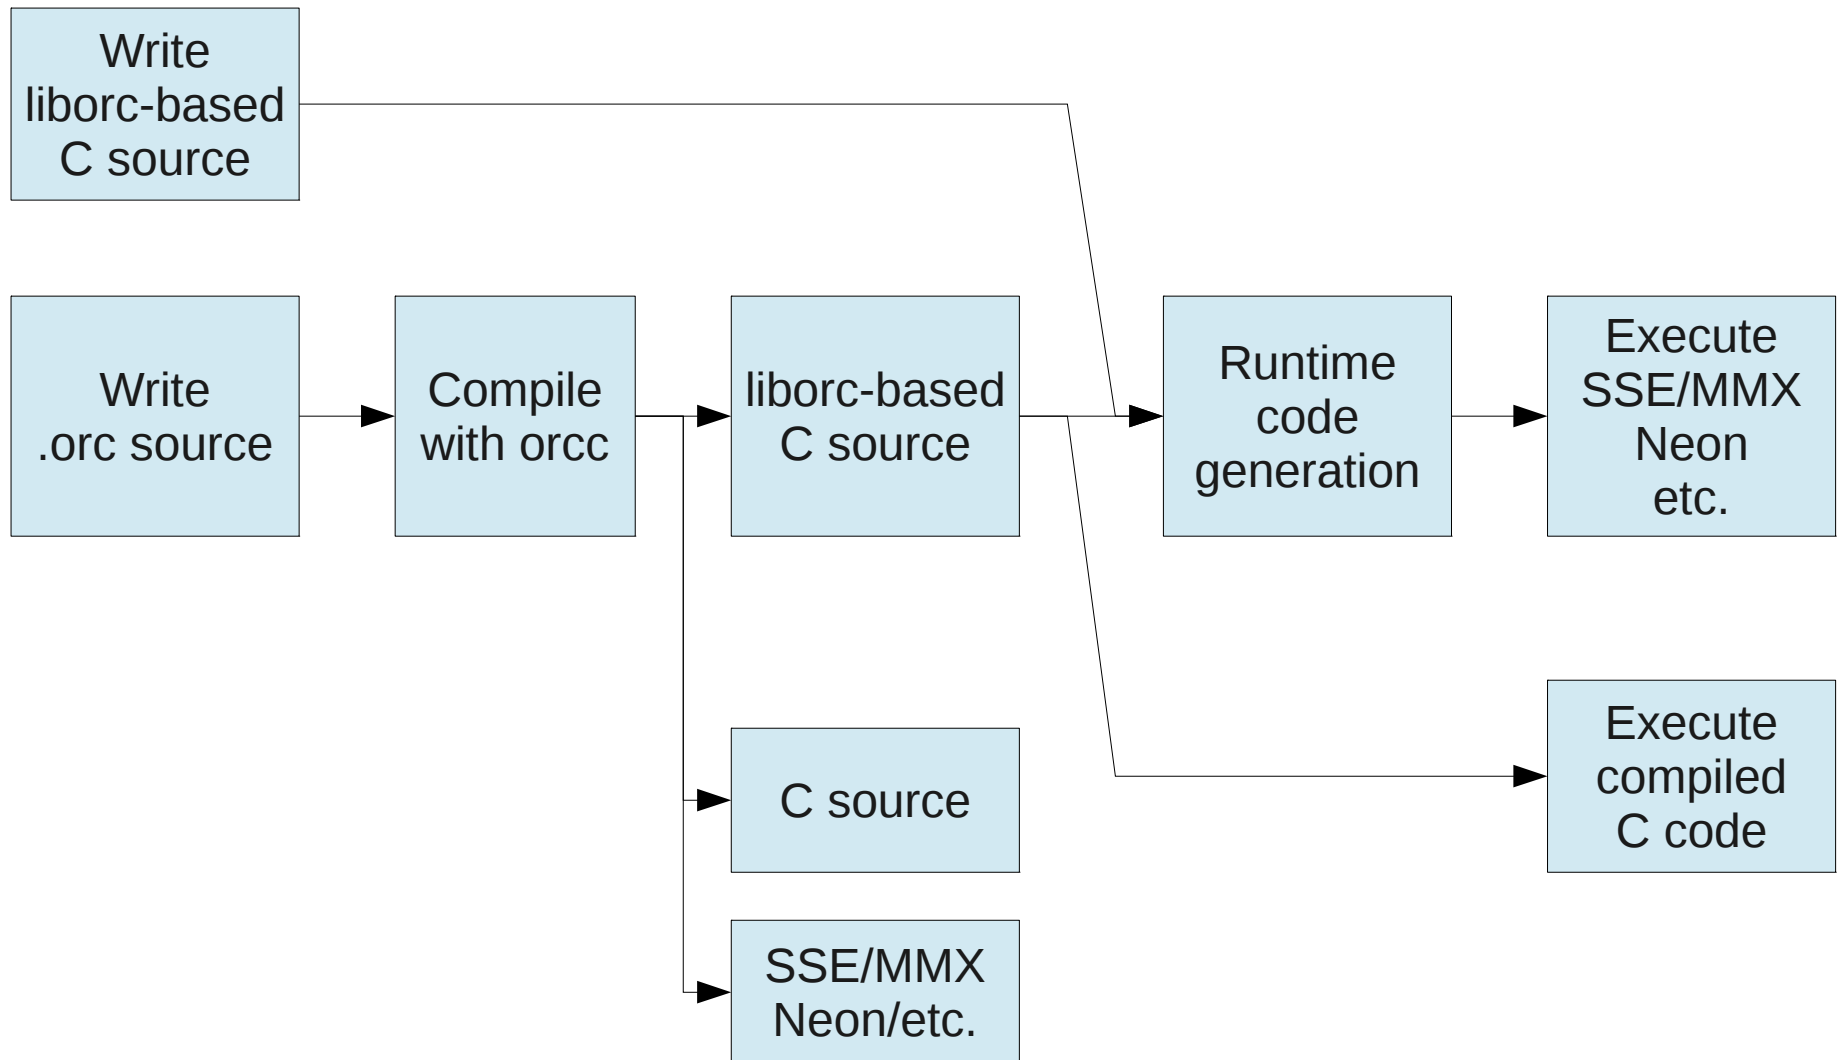 Write
liborc-based
C source
Write
.orc source
Compile
with orcc
liborc-based
C source
Runtime
code
generation
Execute
SSE/MMX
Neon
etc.
C source
Execute
compiled
C code
SSE/MMX
Neon/etc.